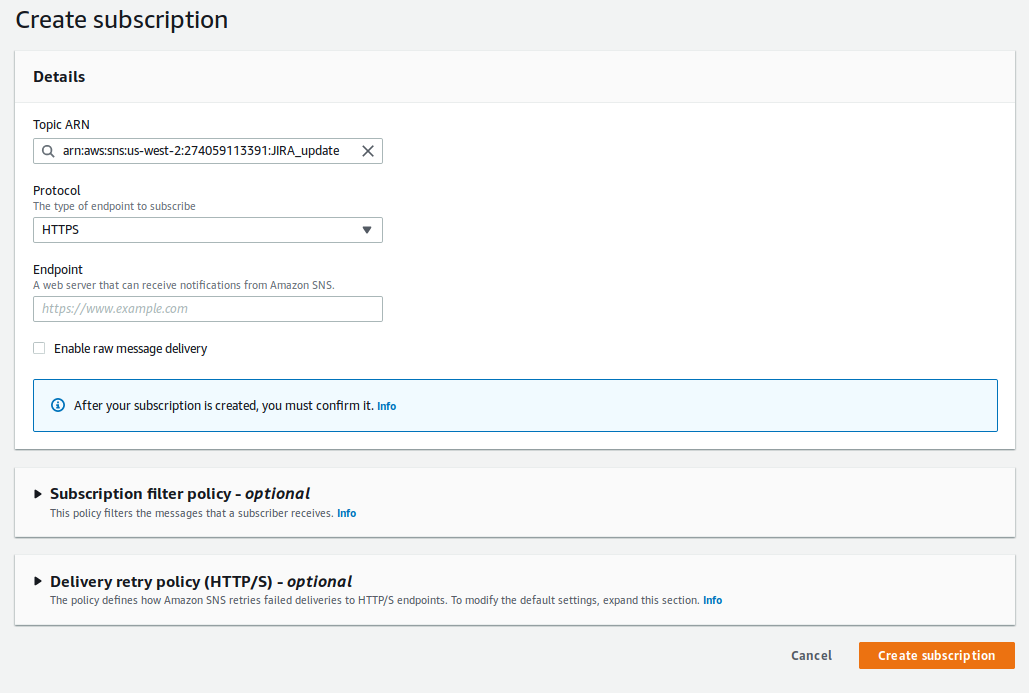 Create subscription
Details
Topic ARN
arn:aws:sns:us-west-2:274059113391:JIRA_update
Protocol
The type of endpoint to subscribe
HTTPS
Endpoint
A web server that can receive notifications from Amazon SNS.
https://www.example.com
Enable raw message delivery
After your subscription is created, you must confirm it. Info
Subscription filter policy - optional
This policy filters the messages that a subscriber receives. Info
Delivery retry policy (HTTP/S) - optional
The policy defines how Amazon SNS retries failed deliveries to HTTP/S endpoints. To modify the default settings, expand this section. Info
Cancel Create subscription